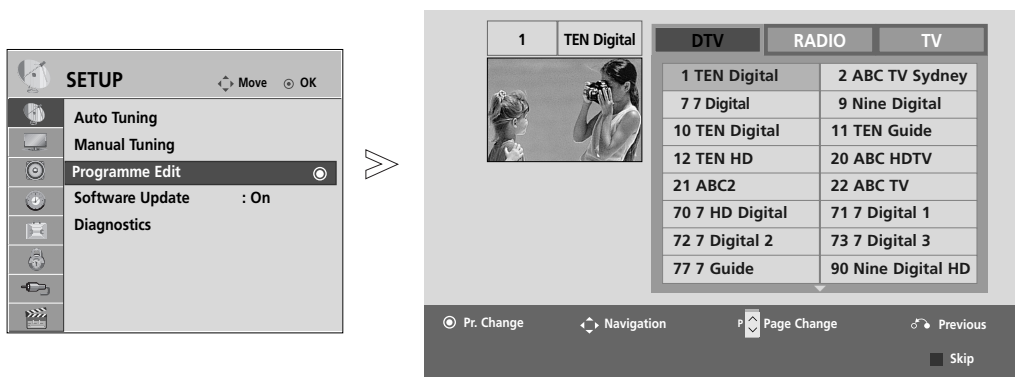 SETUP Move OK
Auto Tuning
Manual Tuning
Programme Edit
Software Update : On
Diagnostics
1 TEN Digital
DTV RADIO TV
1 TEN Digital 2 ABC TV Sydney
7 7 Digital 9 Nine Digital
10 TEN Digital 11 TEN Guide
12 TEN HD 20 ABC HDTV
21 ABC2 22 ABC TV
70 7 HD Digital 71 7 Digital 1
72 7 Digital 2 73 7 Digital 3
77 7 Guide 90 Nine Digital HD
Pr. Change Navigation P Page Change Previous
Skip